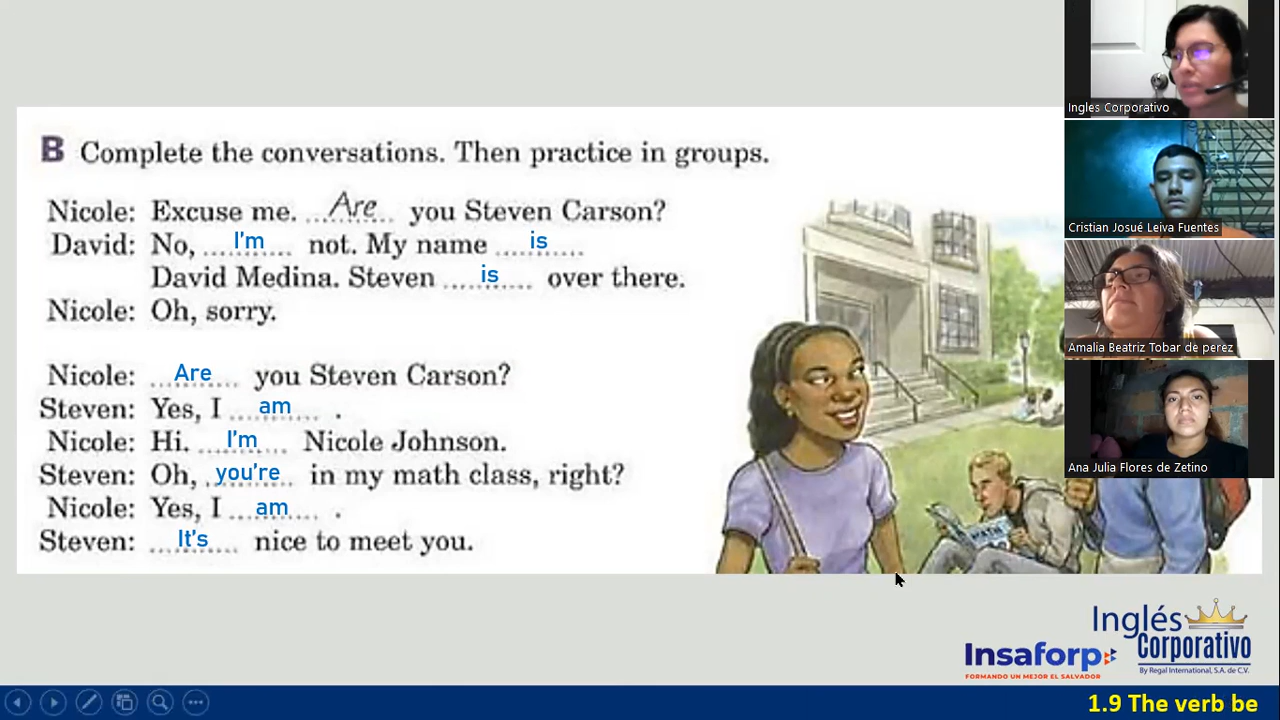 B Complete the conversations. Then practice in groups.
Nicole: Excuse me. Are you Steven Carson?
David: No, I'm not. My name is
David Medina. Steven is over there.
Nicole: Oh, sorry.
Nicole: Are you Steven Carson?
Steven: Yes, I am .
Nicole: Hi. I'm Nicole Johnson.
Steven: Oh, you're in my math class, right?
Nicole: Yes, I am .
Steven: It's nice to meet you.
MATH
Ingles Corporativo
Cristian Josué Leiva Fuentes
Amalia Beatriz Tobar de perez
Ana Julia Flores de Zetino
Insaforp
FORMANDO UN MEJOR EL SALVADOR
Inglés
Corporativo
By Regal International, S.A. de C.V.
1.9 The verb be